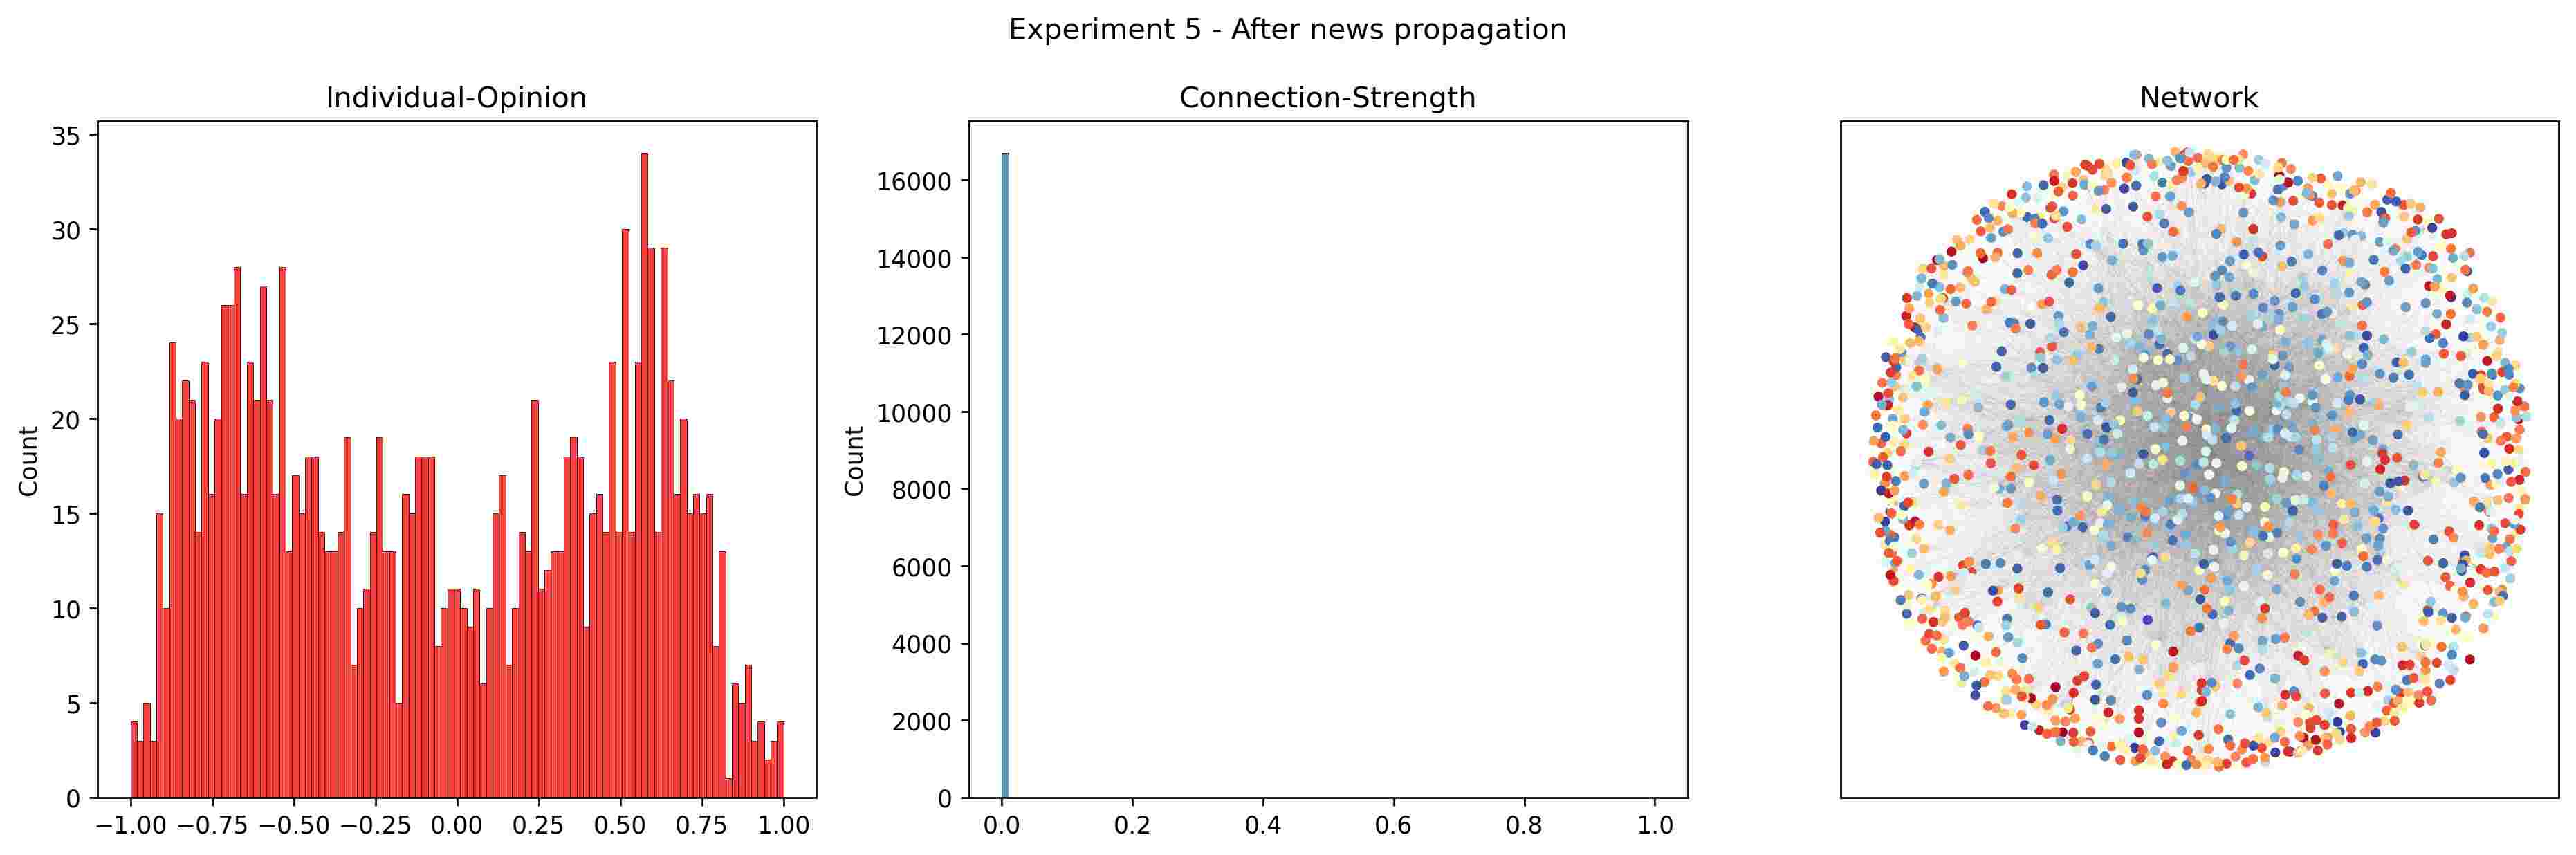 Experiment 5 - After news propagation
Individual-Opinion
Count
35
30
25
20
15
10
5
0
−1.00 −0.75 −0.50 −0.25 0.00 0.25 0.50 0.75 1.00
Connection-Strength
Count
16000
14000
12000
10000
8000
6000
4000
2000
0
0.0 0.2 0.4 0.6 0.8 1.0
Network